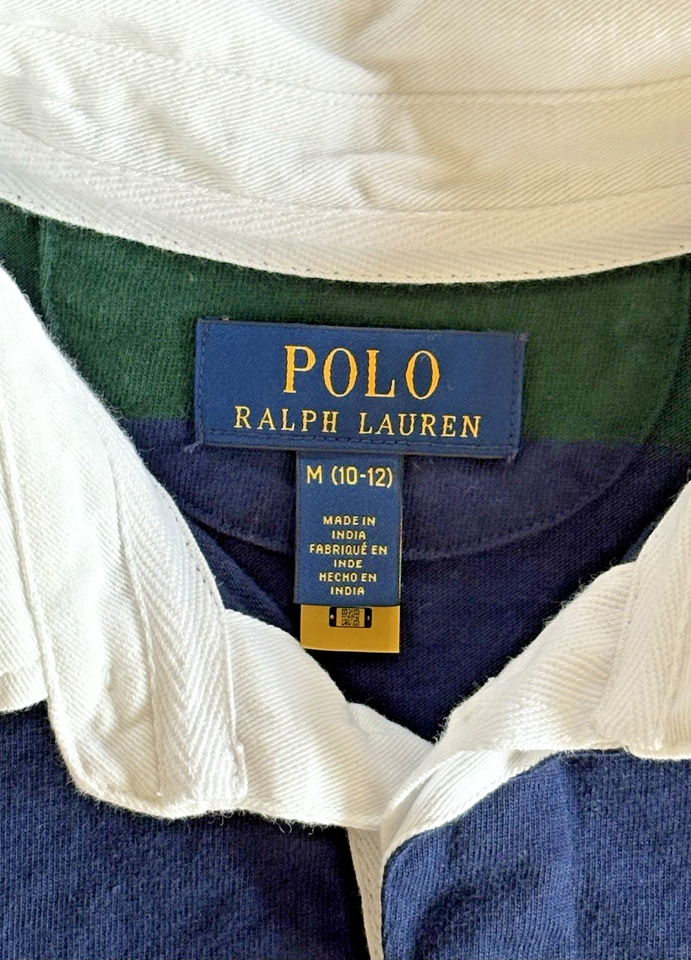 POLO
RALPH LAUREN
M (10-12)
MADE IN
INDIA
FABRIQUÉ EN
INDE
HECHO EN
INDIA